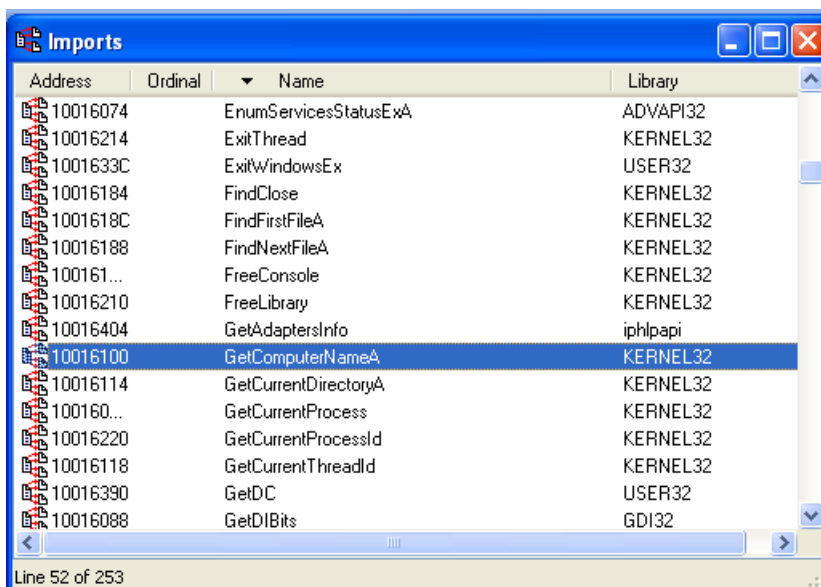 Imports
Address Ordinal Name Library
10016074 EnumServicesStatusExA ADVAPI32
10016214 ExitThread KERNEL32
1001633C ExitWindowsEx USER32
10016184 FindClose KERNEL32
1001618C FindFirstFileA KERNEL32
10016188 FindNextFileA KERNEL32
100161... FreeConsole KERNEL32
10016210 FreeLibrary KERNEL32
10016404 GetAdaptersInfo iphlpapi
10016100 GetComputerNameA KERNEL32
10016114 GetCurrentDirectoryA KERNEL32
100160... GetCurrentProcess KERNEL32
10016220 GetCurrentProcessId KERNEL32
10016118 GetCurrentThreadId KERNEL32
10016390 GetDC USER32
10016088 GetDIBits GDI32
Line 52 of 253